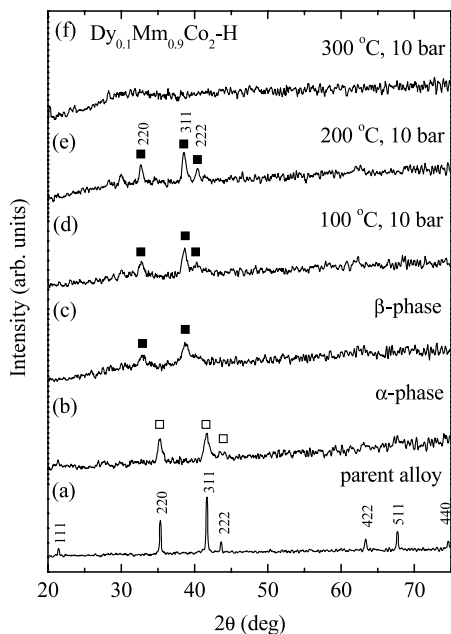 (f) Dy0.1Mm0.9Co2-H
300 °C, 10 bar
220
311
222
(e)
200 °C, 10 bar
(d)
100 °C, 10 bar
(c)
β-phase
(b)
α-phase
(a)
parent alloy
111
220
311
222
422
511
440
20 30 40 50 60 70
2θ (deg)
Intensity (arb. units)